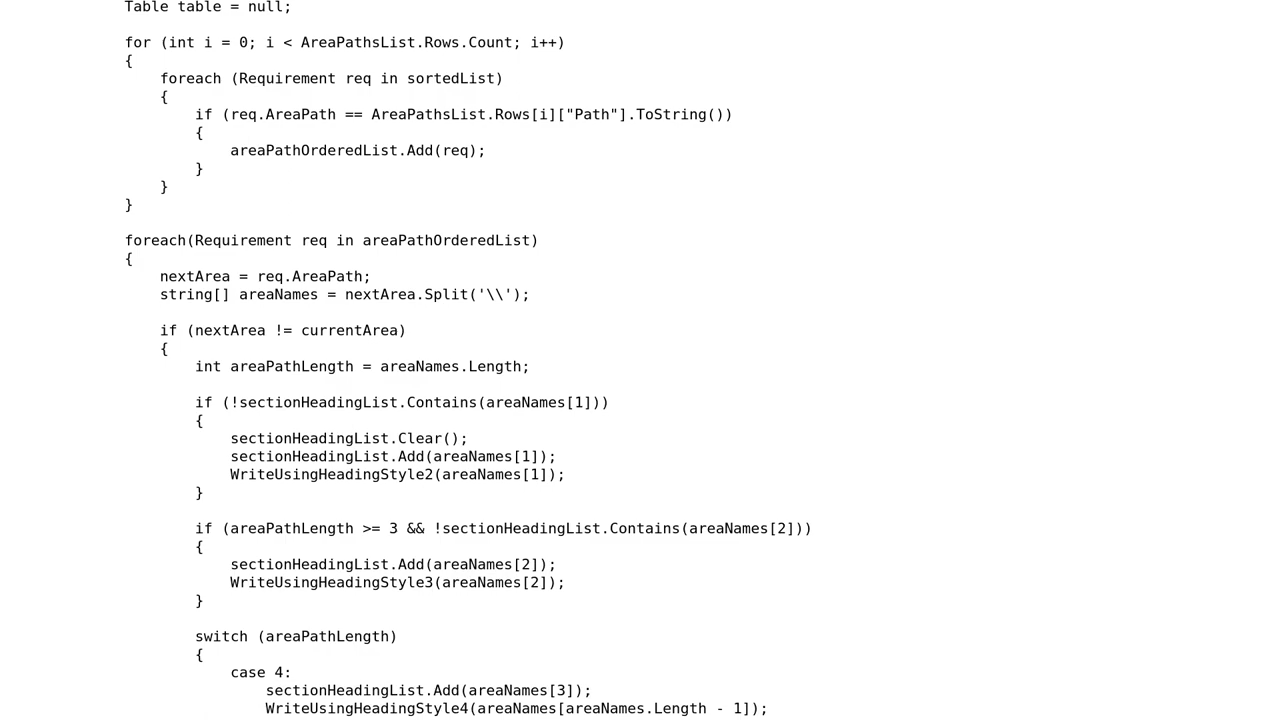 Table table = null;
for (int i = 0; i < AreaPathsList.Rows.Count; i++)
{
foreach (Requirement req in sortedList)
{
if (req.AreaPath == AreaPathsList.Rows[i]["Path"].ToString())
{
areaPathOrderedList.Add(req);
}
}
}
foreach(Requirement req in areaPathOrderedList)
{
nextArea = req.AreaPath;
string[] areaNames = nextArea.Split('\\');
if (nextArea != currentArea)
{
int areaPathLength = areaNames.Length;
if (!sectionHeadingList.Contains(areaNames[1]))
{
sectionHeadingList.Clear();
sectionHeadingList.Add(areaNames[1]);
WriteUsingHeadingStyle2(areaNames[1]);
}
if (areaPathLength >= 3 && !sectionHeadingList.Contains(areaNames[2]))
{
sectionHeadingList.Add(areaNames[2]);
WriteUsingHeadingStyle3(areaNames[2]);
}
switch (areaPathLength)
{
case 4:
sectionHeadingList.Add(areaNames[3]);
WriteUsingHeadingStyle4(areaNames[areaNames.Length - 1]);